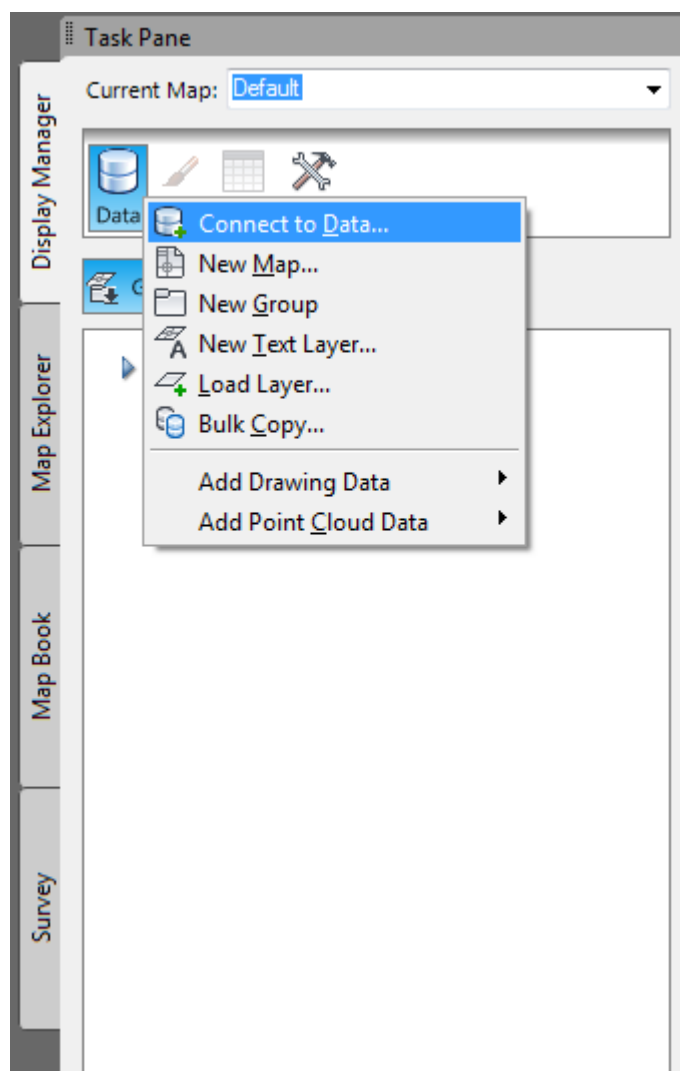 Task Pane
Current Map: Default
Data
Connect to Data...
New Map...
New Group
New Text Layer...
Load Layer...
Bulk Copy...
Add Drawing Data
Add Point Cloud Data
Display Manager
Map Explorer
Map Book
Survey